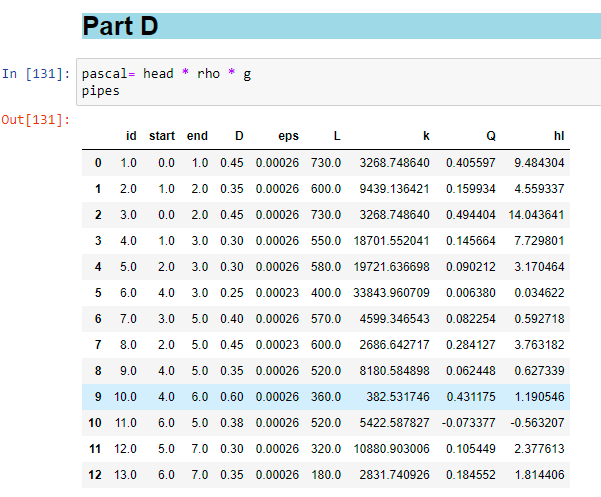 Part D
In [131]: pascal= head * rho * g
pipes
Out[131]:
id start end D eps L k Q hl
0 1.0 0.0 1.0 0.45 0.00026 730.0 3268.748640 0.405597 9.484304
1 2.0 1.0 2.0 0.35 0.00026 600.0 9439.136421 0.159934 4.559337
2 3.0 0.0 2.0 0.45 0.00026 730.0 3268.748640 0.494404 14.043641
3 4.0 1.0 3.0 0.30 0.00026 550.0 18701.552041 0.145664 7.729801
4 5.0 2.0 3.0 0.30 0.00026 580.0 19721.636698 0.090212 3.170464
5 6.0 4.0 3.0 0.25 0.00023 400.0 33843.960709 0.006380 0.034622
6 7.0 3.0 5.0 0.40 0.00026 570.0 4599.346543 0.082254 0.592718
7 8.0 2.0 5.0 0.45 0.00023 600.0 2686.642717 0.284127 3.763182
8 9.0 4.0 5.0 0.35 0.00026 520.0 8180.584898 0.062448 0.627339
9 10.0 4.0 6.0 0.60 0.00026 360.0 382.531746 0.431175 1.190546
10 11.0 6.0 5.0 0.38 0.00026 520.0 5422.587827 -0.073377 -0.563207
11 12.0 5.0 7.0 0.30 0.00026 320.0 10880.903006 0.105449 2.377613
12 13.0 6.0 7.0 0.35 0.00026 180.0 2831.740926 0.184552 1.814406